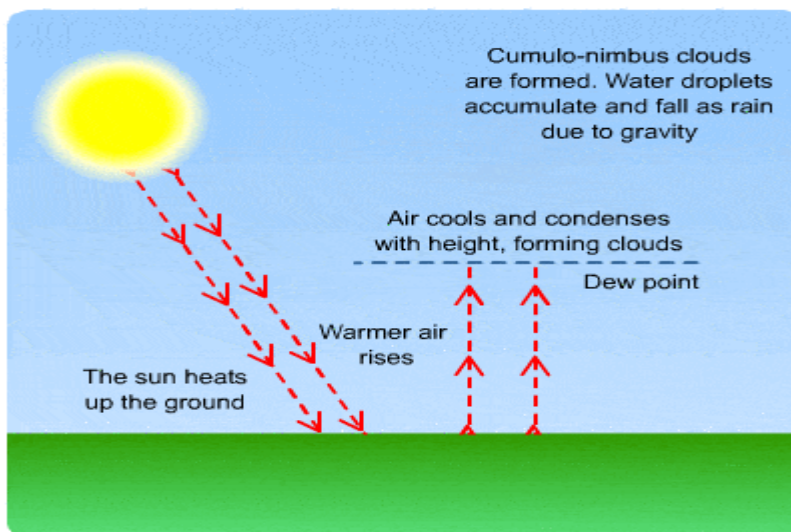 Cumulo-nimbus clouds
are formed. Water droplets
accumulate and fall as rain
due to gravity
Air cools and condenses
with height, forming clouds
Dew point
Warmer air
rises
The sun heats
up the ground